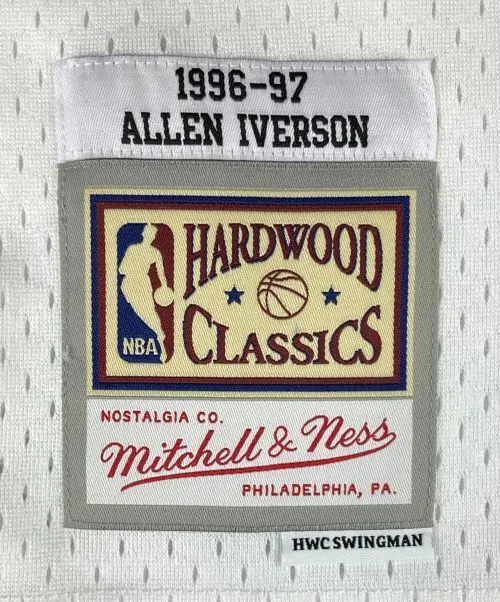 1996-97
ALLEN IVERSON
HARDWOOD
CLASSICS
NBA
NOSTALGIA CO.
Mitchell & Ness
PHILADELPHIA, PA.
HWC SWINGMAN